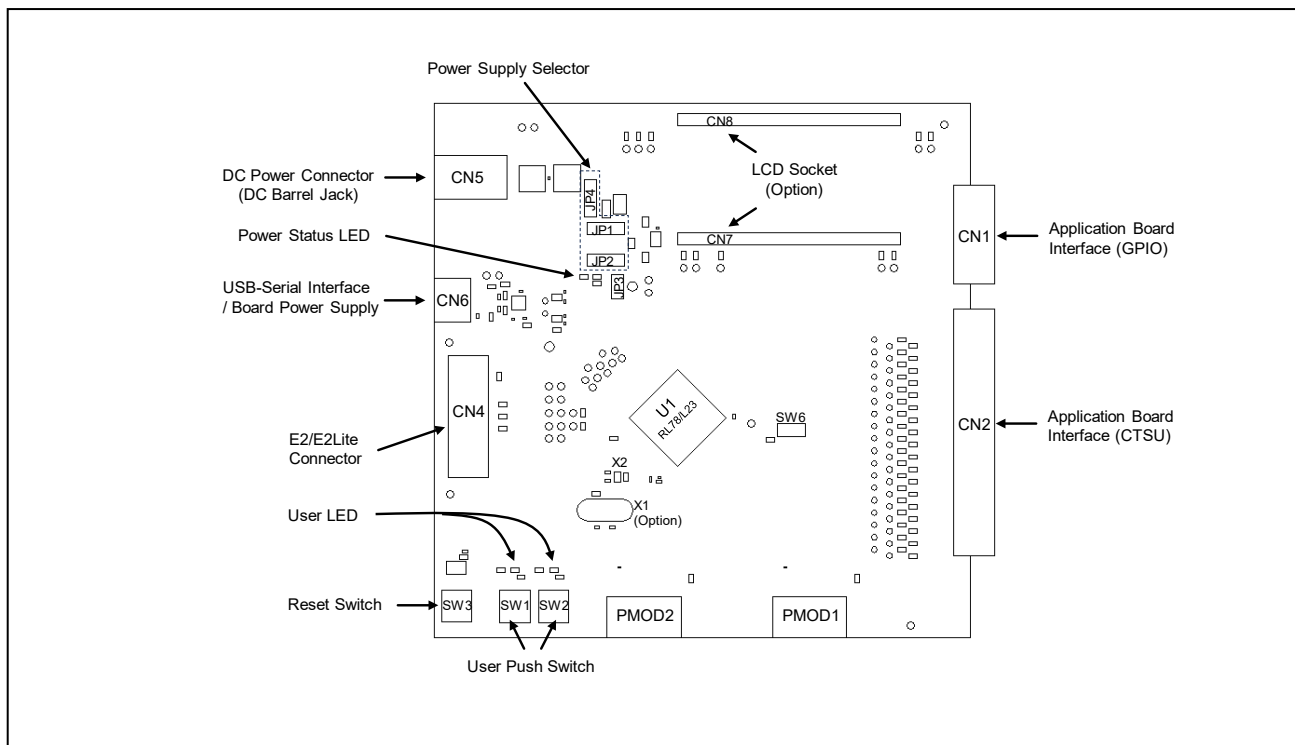 Power Supply Selector
CN8
DC Power Connector
(DC Barrel Jack)
CN5
JP4
LCD Socket
(Option)
Power Status LED
JP1
CN7
CN1
Application Board
Interface (GPIO)
JP2
USB-Serial Interface
/ Board Power Supply
CN6
JP3
CN4
U1
RL78/L23
SW6
CN2
Application Board
Interface (CTSU)
E2/E2Lite
Connector
X2
User LED
X1
(Option)
Reset Switch
SW3
SW1
SW2
PMOD2
PMOD1
User Push Switch